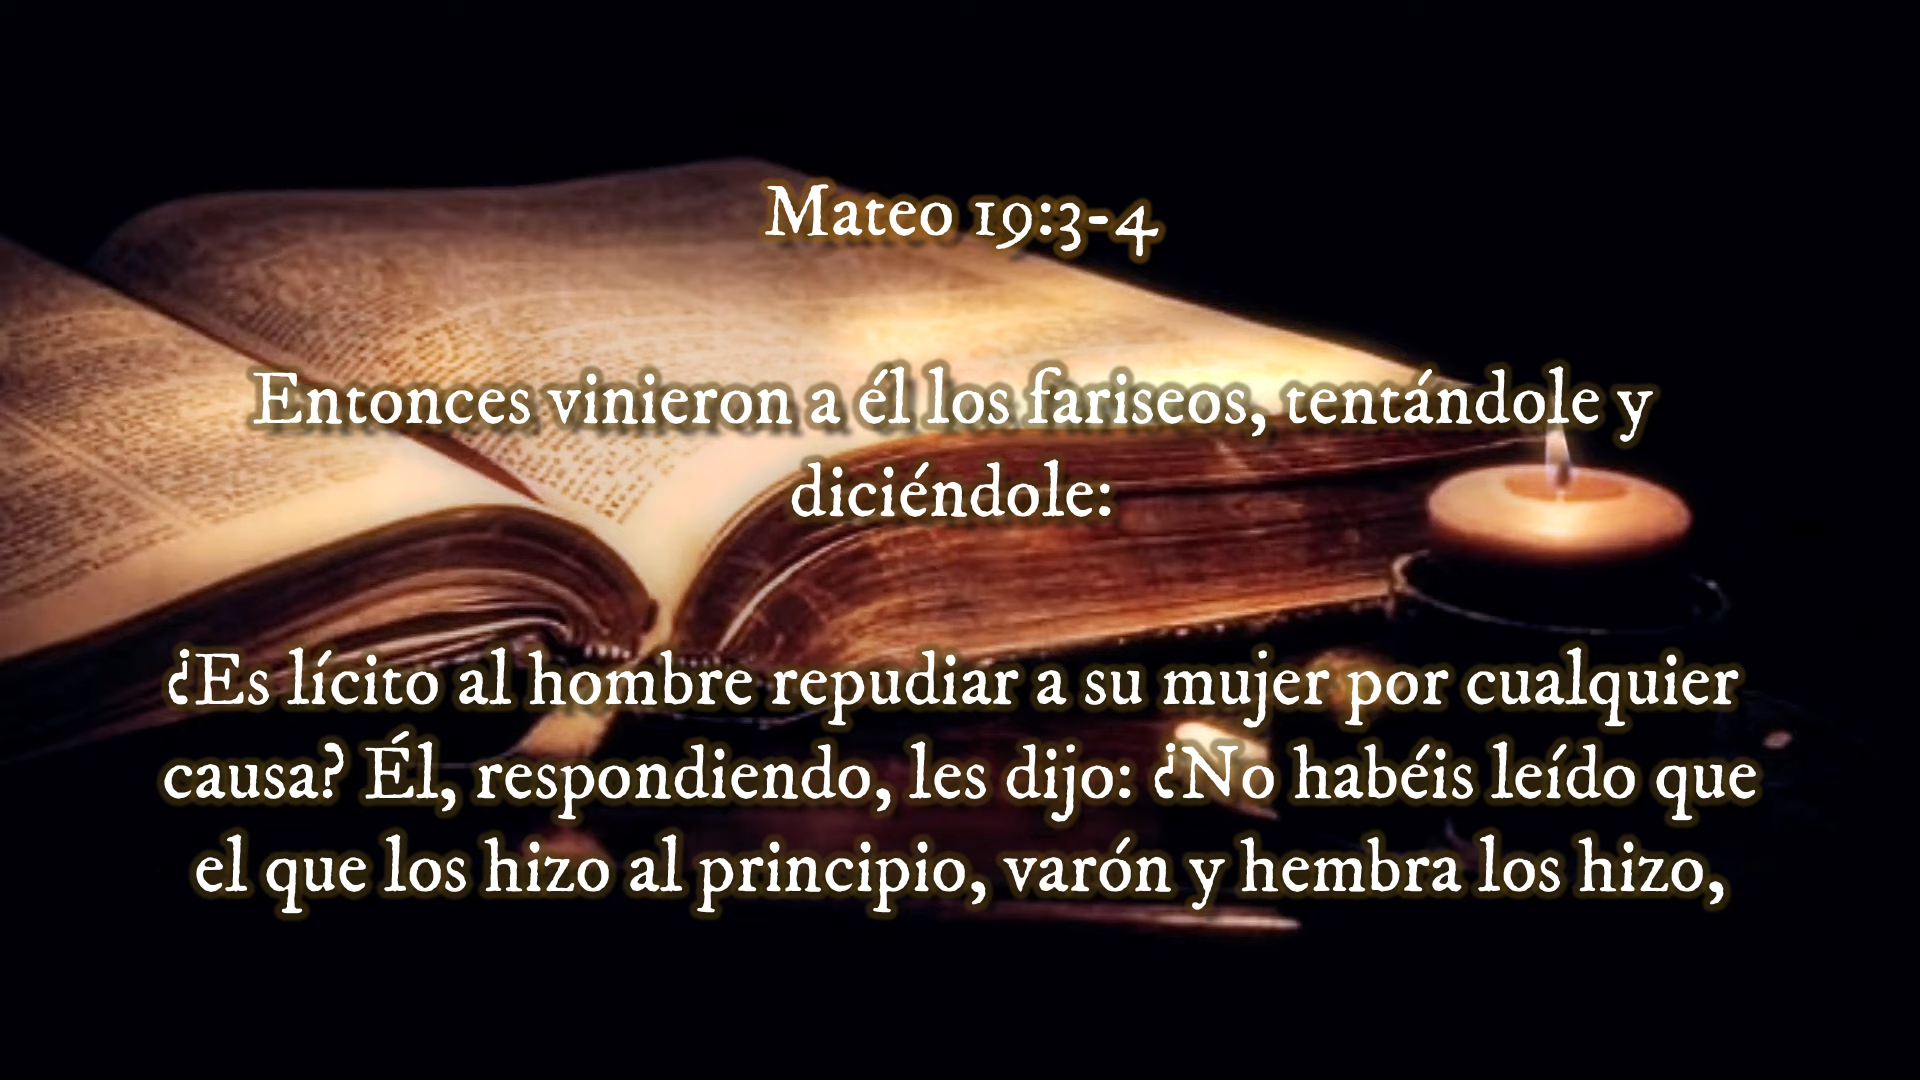 Mateo 19:3-4
Entonces vinieron a él los fariseos, tentándole y
diciéndole:
¿Es lícito al hombre repudiar a su mujer por cualquier
causa? Él, respondiendo, les dijo: ¿No habéis leído que
el que los hizo al principio, varón y hembra los hizo,